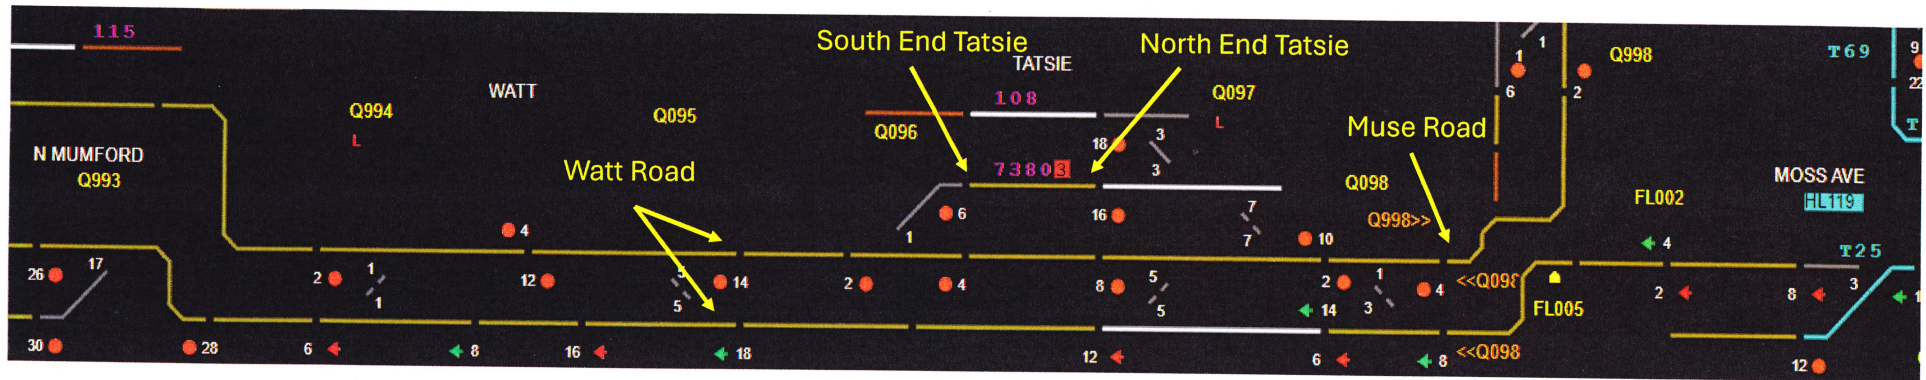 115
South End Tatsie
North End Tatsie
TATSIE
1
1
Q998
T69
9
WATT
108
Q097
6
2
22
Q994
Q095
Q096
L
L
18
3
Muse Road
T
N MUMFORD
Q993
Watt Road
73803
3
Q098
MOSS AVE
FL002
HL119
6
16
7
Q998>>
4
1
7
10
4
T25
26
17
2
1
12
5
14
2
4
8
5
2
1
4
<<Q098
3
1
1
5
5
14
3
FL005
2
8
30
28
6
8
16
18
12
6
8
<<Q098
12